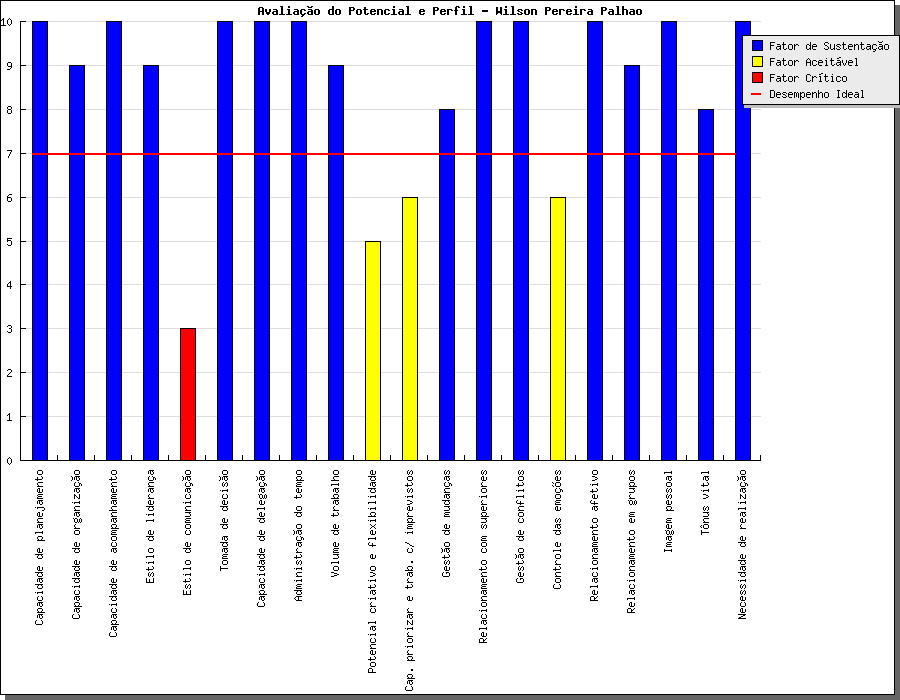 Avaliação do Potencial e Perfil - Wilson Pereira Palhao
Fator de Sustentação
Fator Aceitável
Fator Crítico
Desempenho Ideal
10
9
8
7
6
5
4
3
2
1
0
Capacidade de planejamento
Capacidade de organização
Capacidade de acompanhamento
Estilo de liderança
Estilo de comunicação
Tomada de decisão
Capacidade de delegação
Administração do tempo
Volume de trabalho
Potencial criativo e flexibilidade
Cap. priorizar e trab. c/ imprevistos
Gestão de mudanças
Relacionamento com superiores
Gestão de conflitos
Controle das emoções
Relacionamento afetivo
Relacionamento em grupos
Imagem pessoal
Tônus vital
Necessidade de realização